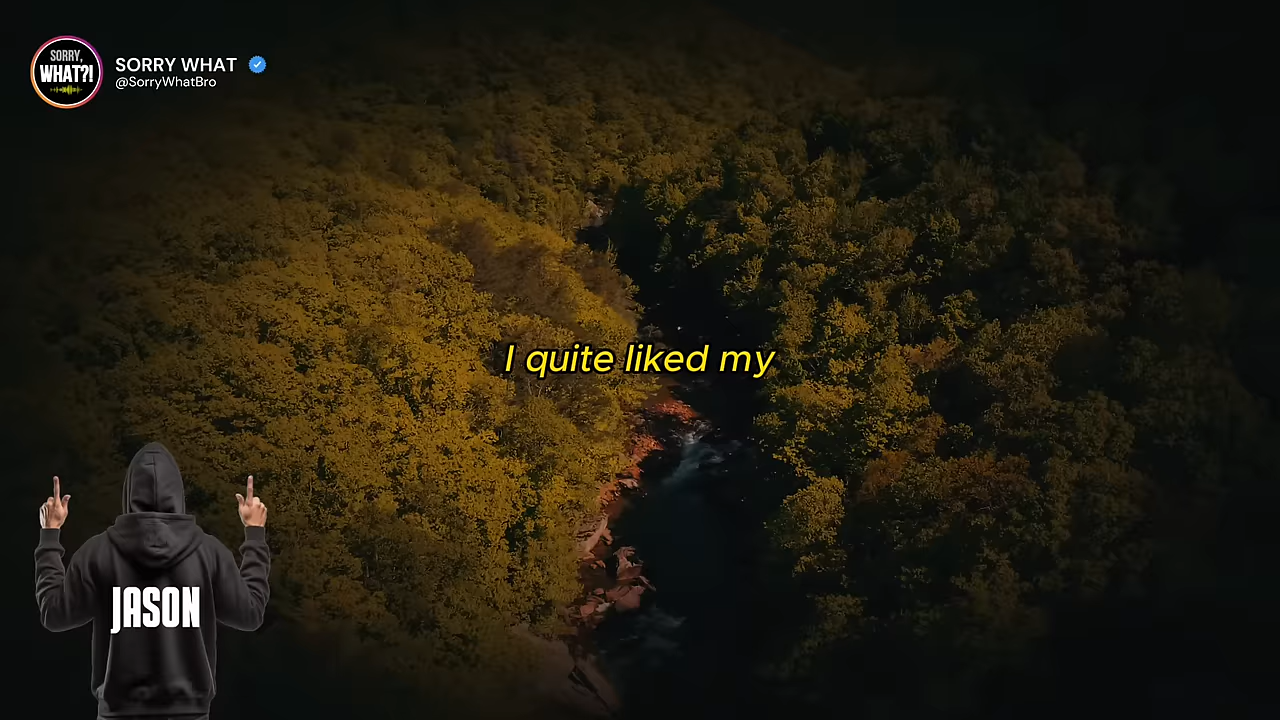 SORRY,
WHAT?!
SORRY WHAT
@SorryWhatBro
I quite liked my
JASON